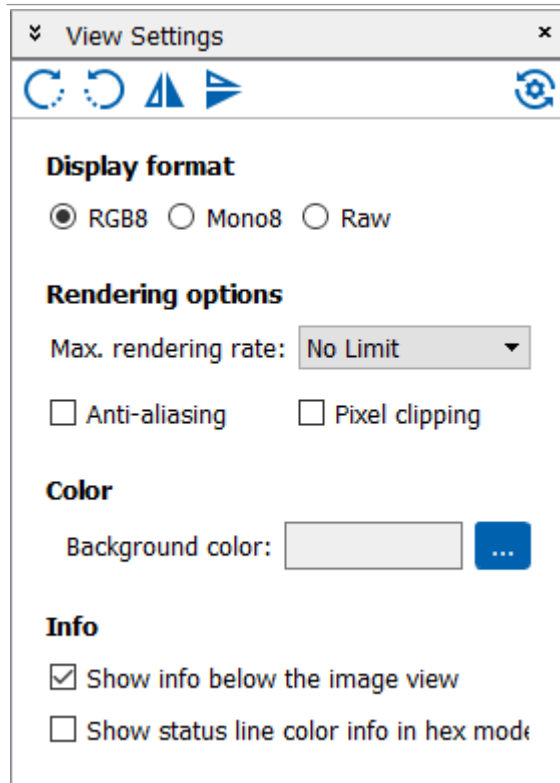 View Settings
Display format
RGB8 Mono8 Raw
Rendering options
Max. rendering rate: No Limit
Anti-aliasing Pixel clipping
Color
Background color: ...
Info
Show info below the image view
Show status line color info in hex mode